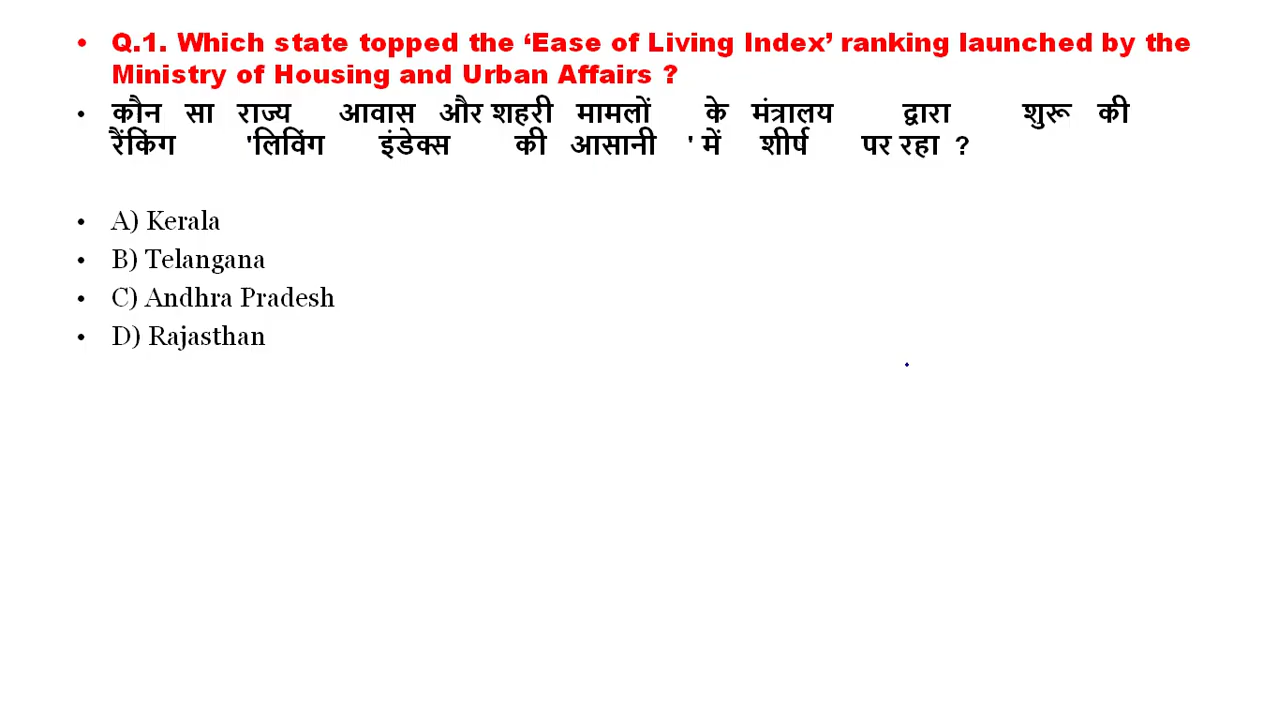 • Q.1. Which state topped the ‘Ease of Living Index’ ranking launched by the
Ministry of Housing and Urban Affairs ?
• कौन सा राज्य आवास और शहरी मामलों के मंत्रालय द्वारा शुरू की
रैंकिंग 'लिविंग इंडेक्स की आसानी ' में शीर्ष पर रहा ?
• A) Kerala
• B) Telangana
• C) Andhra Pradesh
• D) Rajasthan